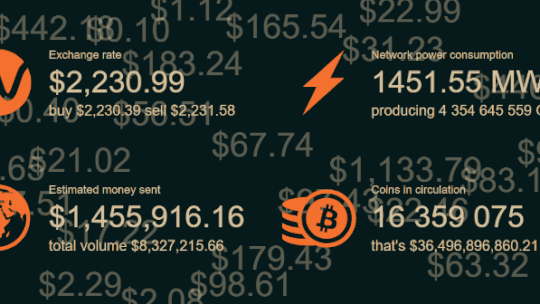 $442.18
$0.10
$1.12
$165.54
$22.99
Exchange rate
$2,230.99
buy $2,230.39 sell $2,231.58
Network power consumption
1451.55 MW
producing 4 354 645 559
$31.23
$183.24
$0.40
$67.74
$21.02
$1,133.79
Estimated money sent
$1,455,916.16
total volume $8,327,215.66
Coins in circulation
16 359 075
that's $36,496,896,860.21
$179.43
$63.32
$2.29
$98.61